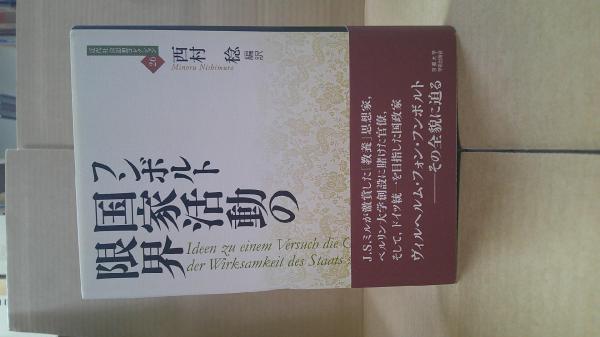 近代社会思想コレクション
26
西村 稔 編訳
Minoru Nishimura
フンボルト
国家活動の
限界
Ideen zu einem Versuch die G
der Wirksamkeit des Staats
京都大学
学術出版会
J.S.ミルが激賞した「教養」思想家、
ベルリン大学創設に賭けた官僚、
そして、ドイツ統一を目指した国政家
ヴィルヘルム・フォン・フンボルト
――その全貌に迫る